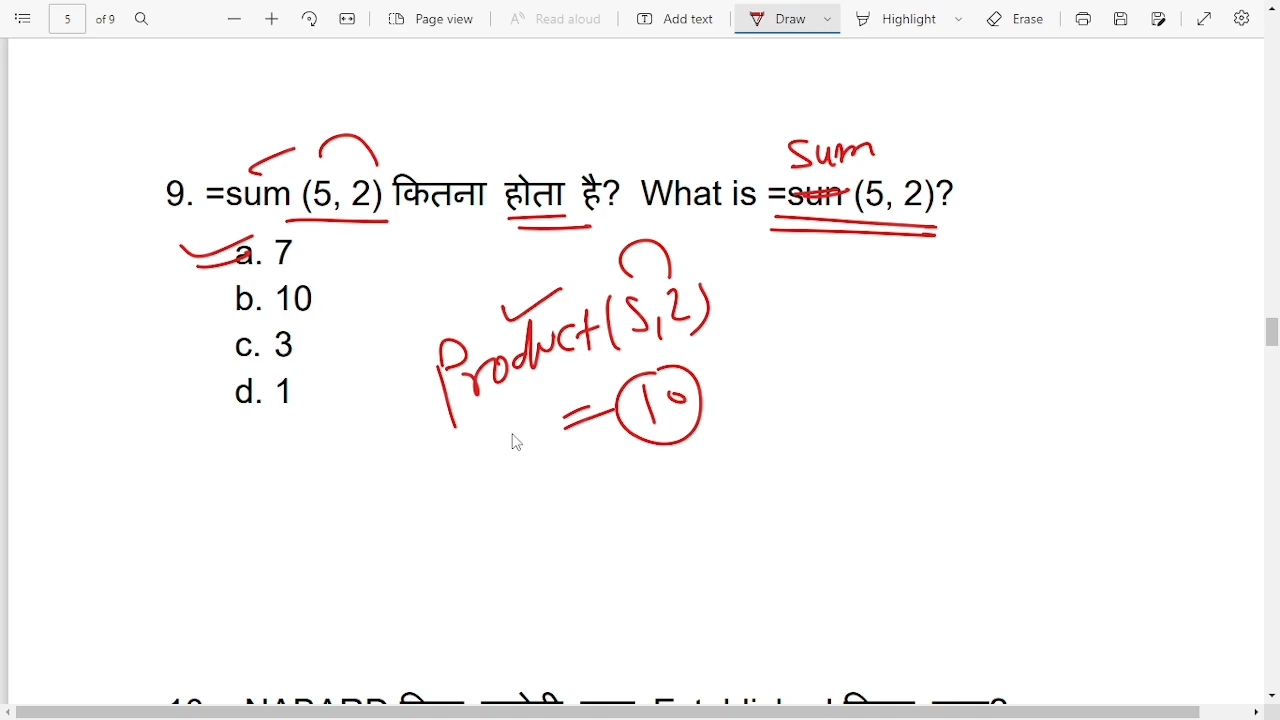 5 of 9 Page view Read aloud Add text Draw Highlight Erase
Sum
9. =sum (5, 2) कितना होता है? What is =sun (5, 2)?
a. 7
b. 10
c. 3
d. 1
Product(5,2)
= 10